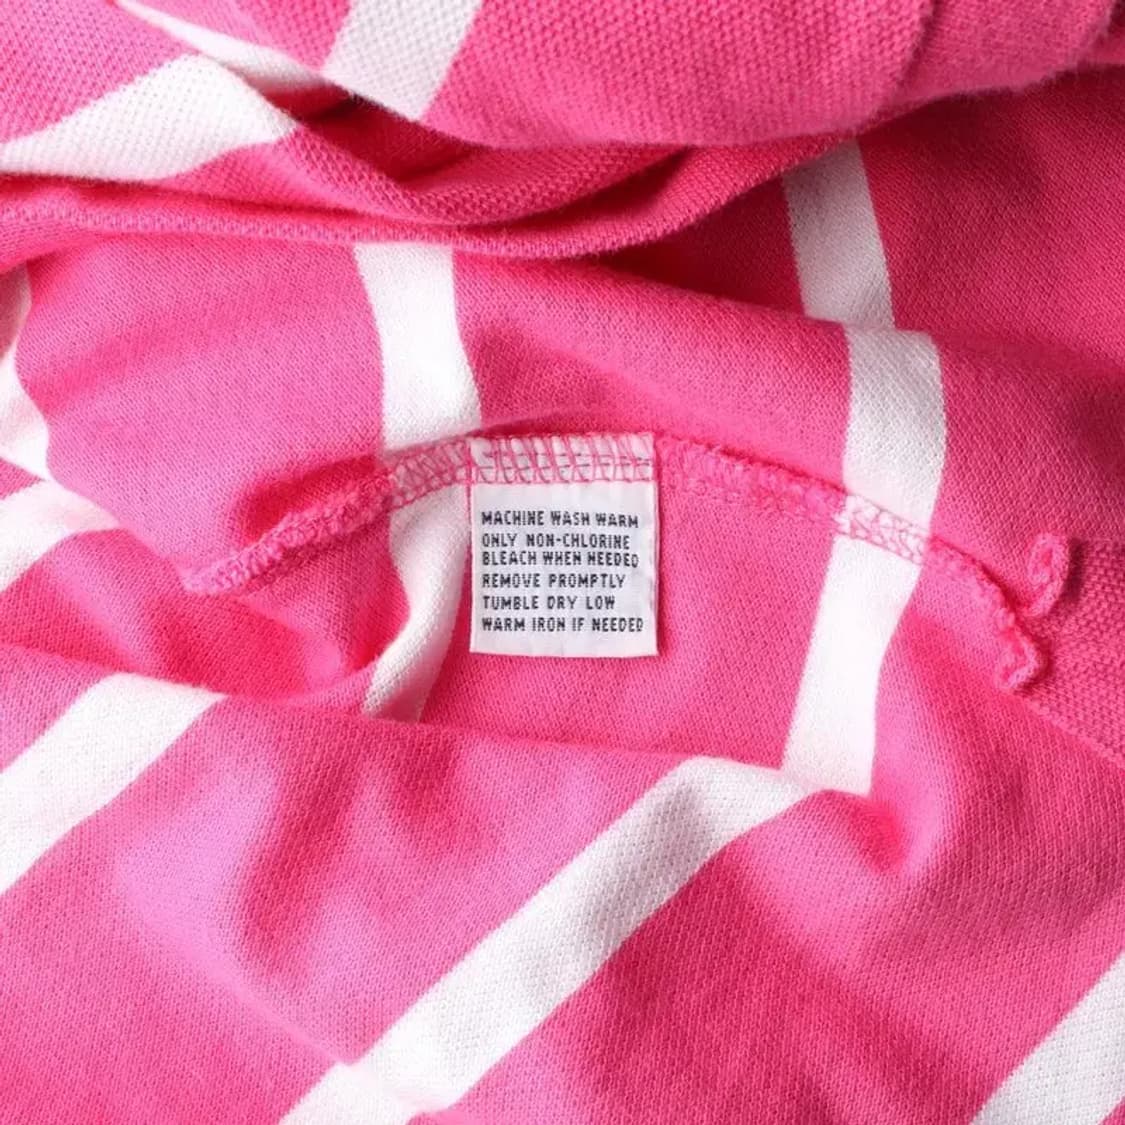 MACHINE WASH WARM
ONLY NON-CHLORINE
BLEACH WHEN NEEDED
REMOVE PROMPTLY
TUMBLE DRY LOW
WARM IRON IF NEEDED